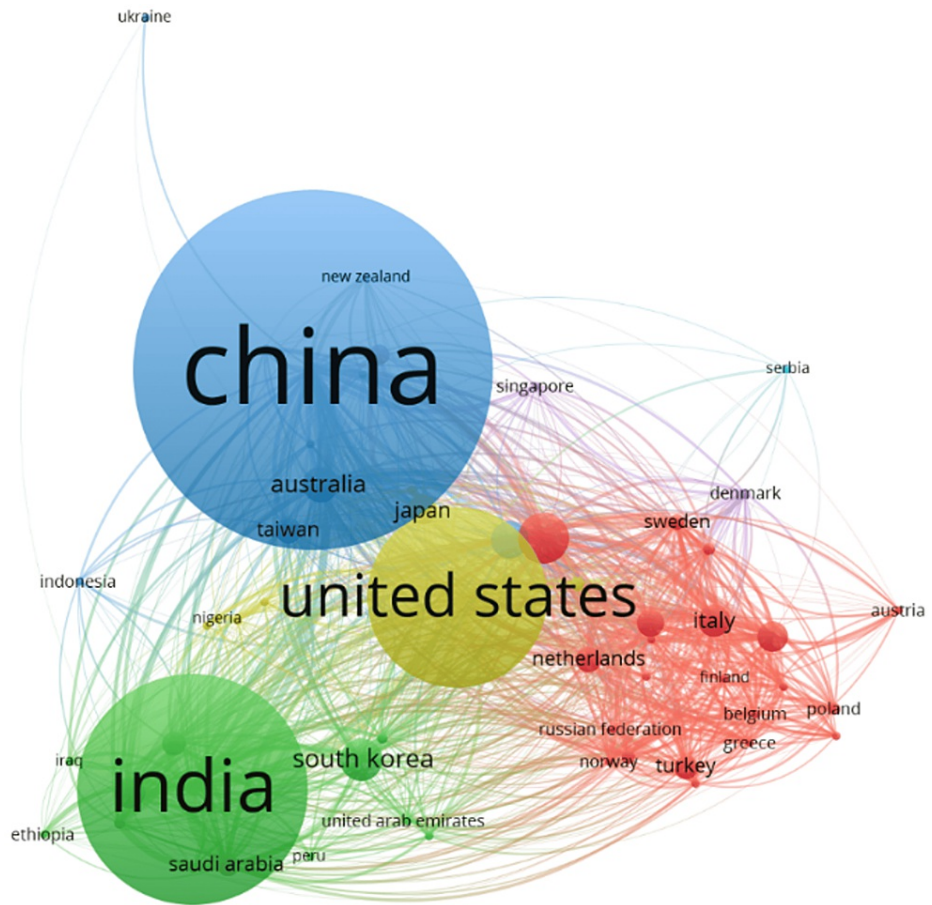 ukraine
new zealand
china
serbia
singapore
australia
denmark
japan
sweden
taiwan
indonesia
united states
austria
nigeria
italy
netherlands
finland
poland
belgium
russian federation
greece
iraq
south korea
norway
turkey
india
united arab emirates
ethiopia
peru
saudi arabia